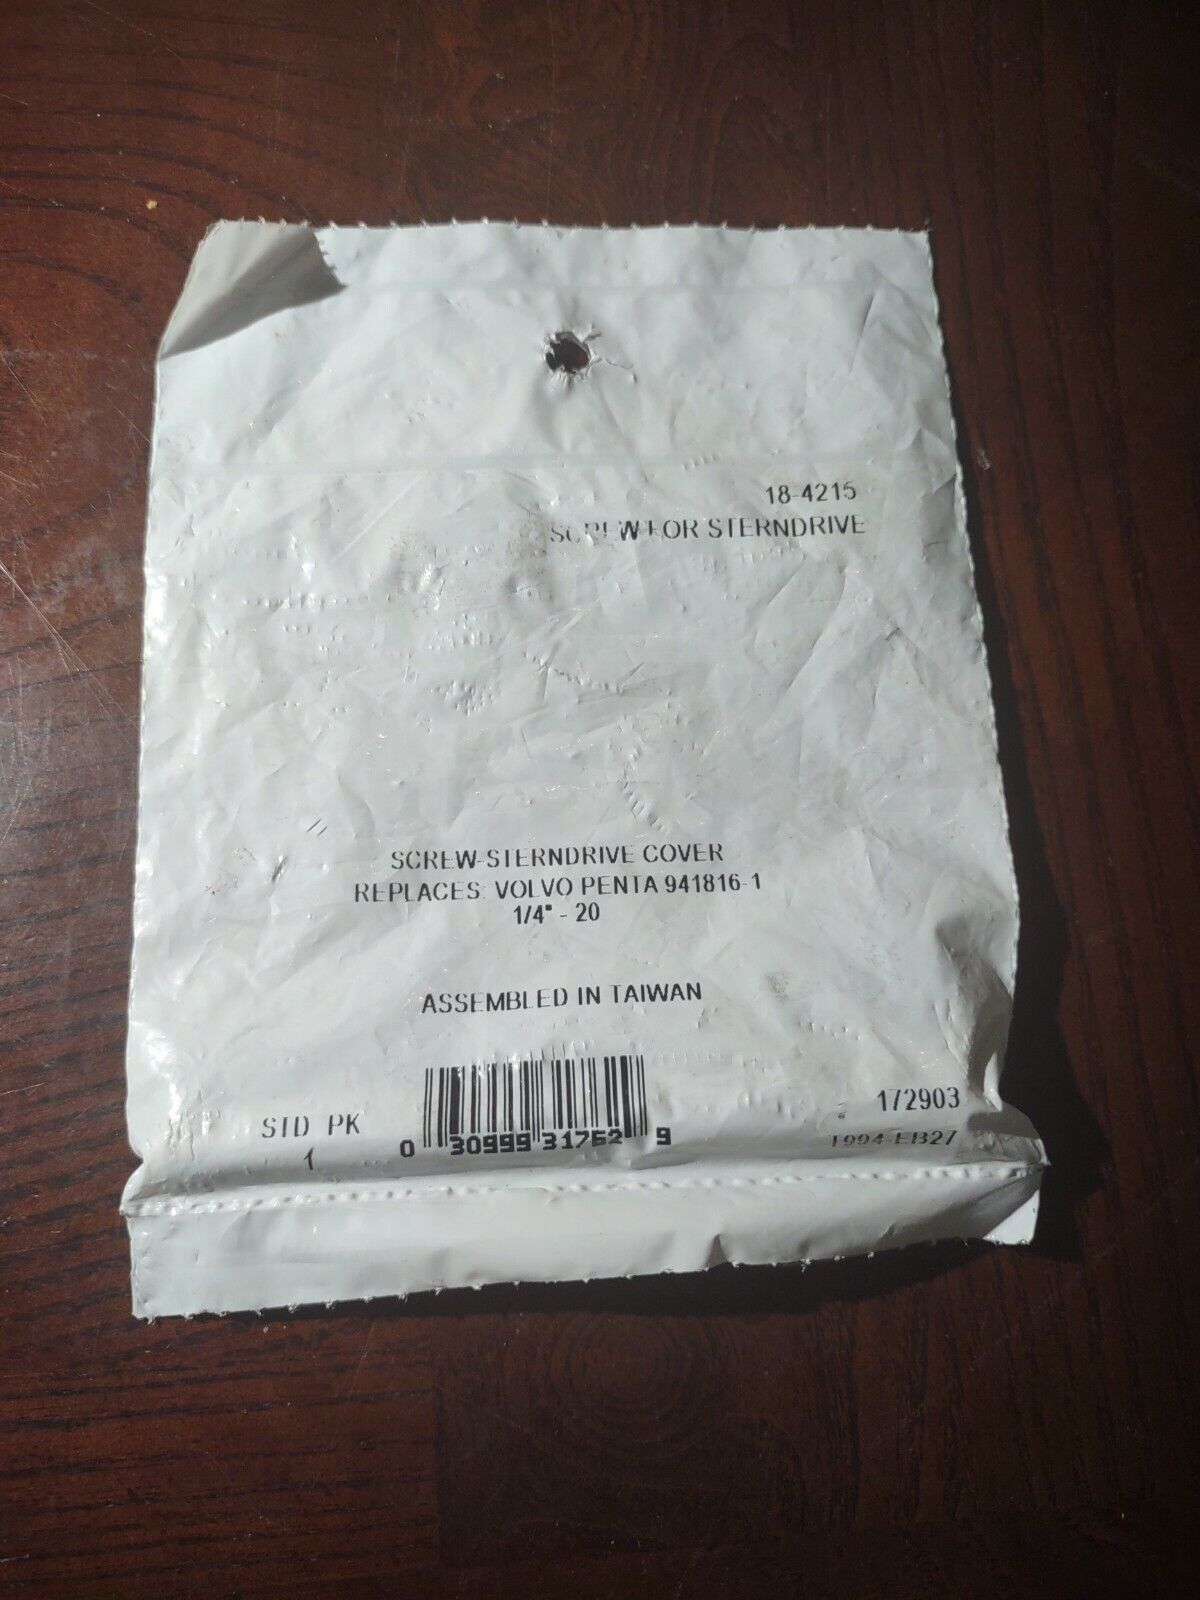 18-4215
SCREW FOR STERNDRIVE
SCREW-STERNDRIVE COVER
REPLACES: VOLVO PENTA 941816-1
1/4" - 20
ASSEMBLED IN TAIWAN
STD PK
1
0 30999 31762 9
172903
1994-EB27